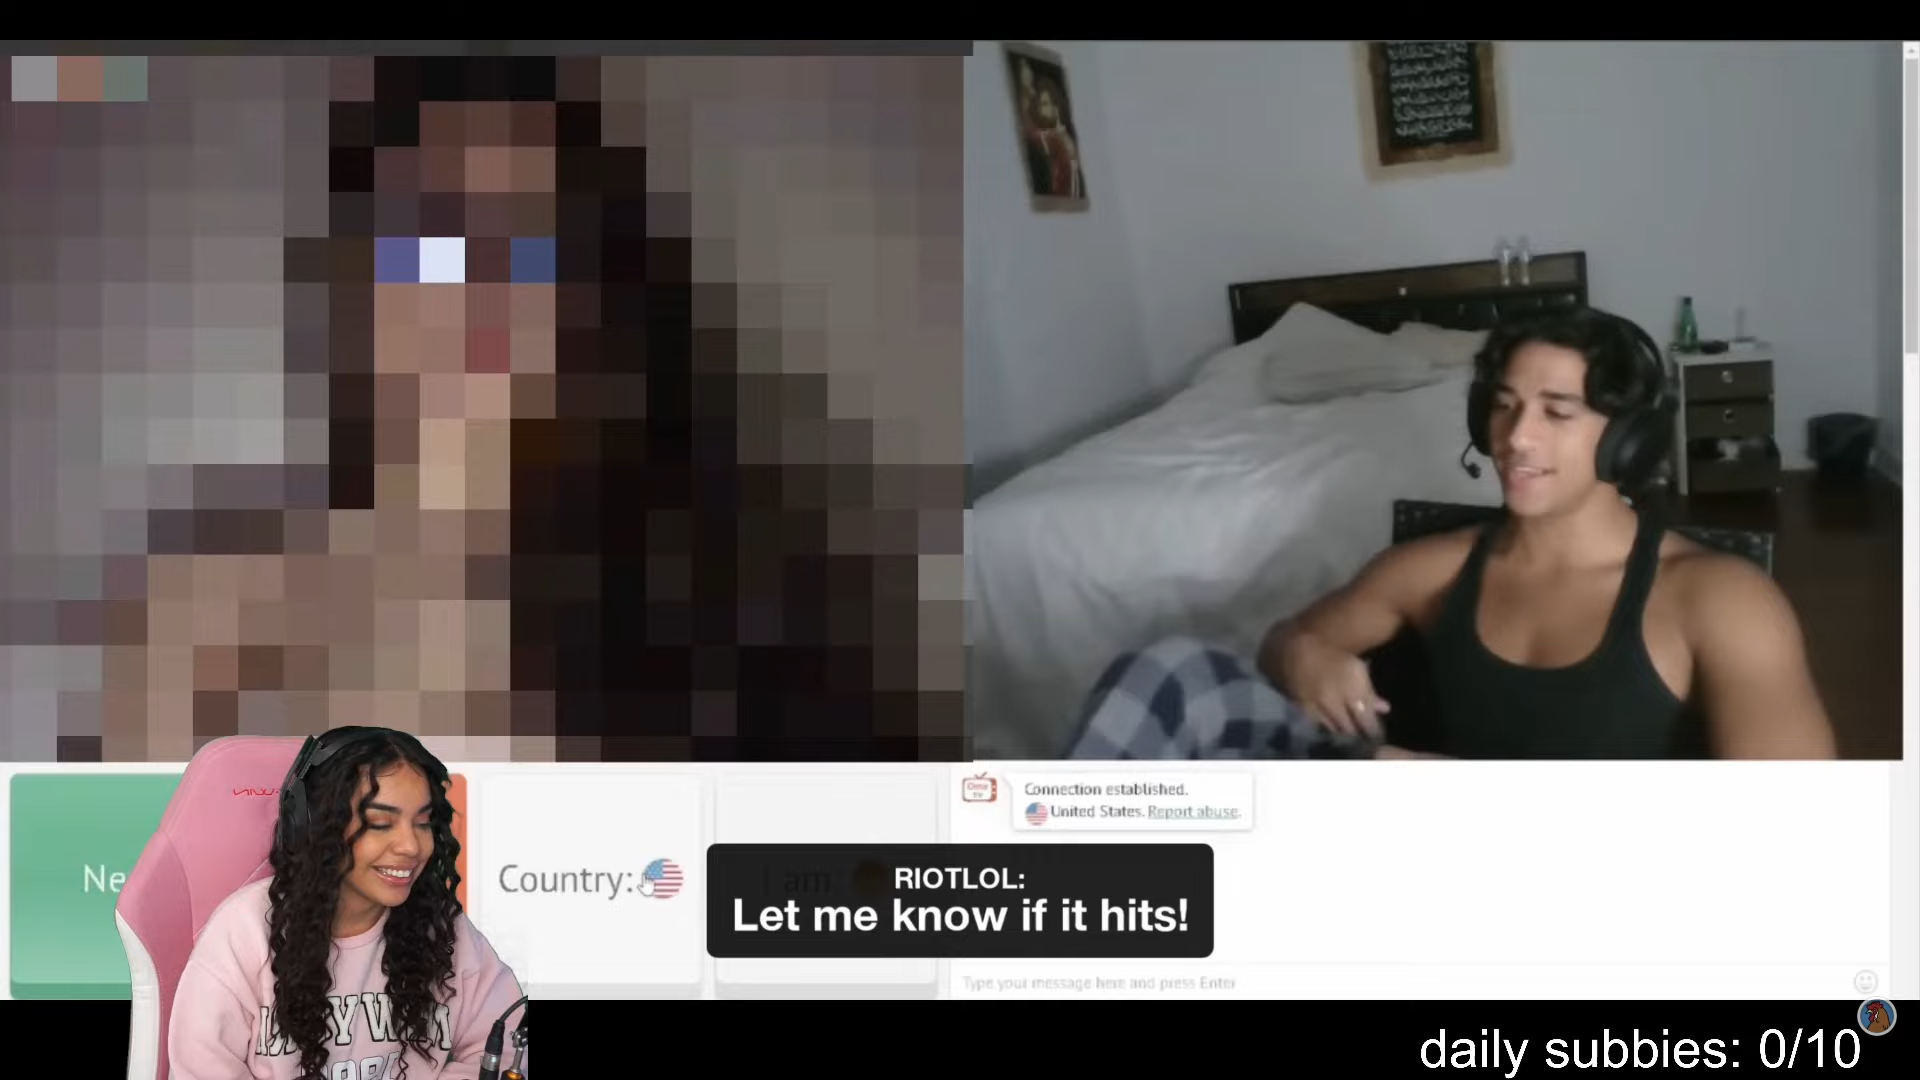 Connection established.
United States. Report abuse.
Ne
Country:
I am:
RIOTLOL:
Let me know if it hits!
Type your message here and press Enter
daily subbies: 0/10